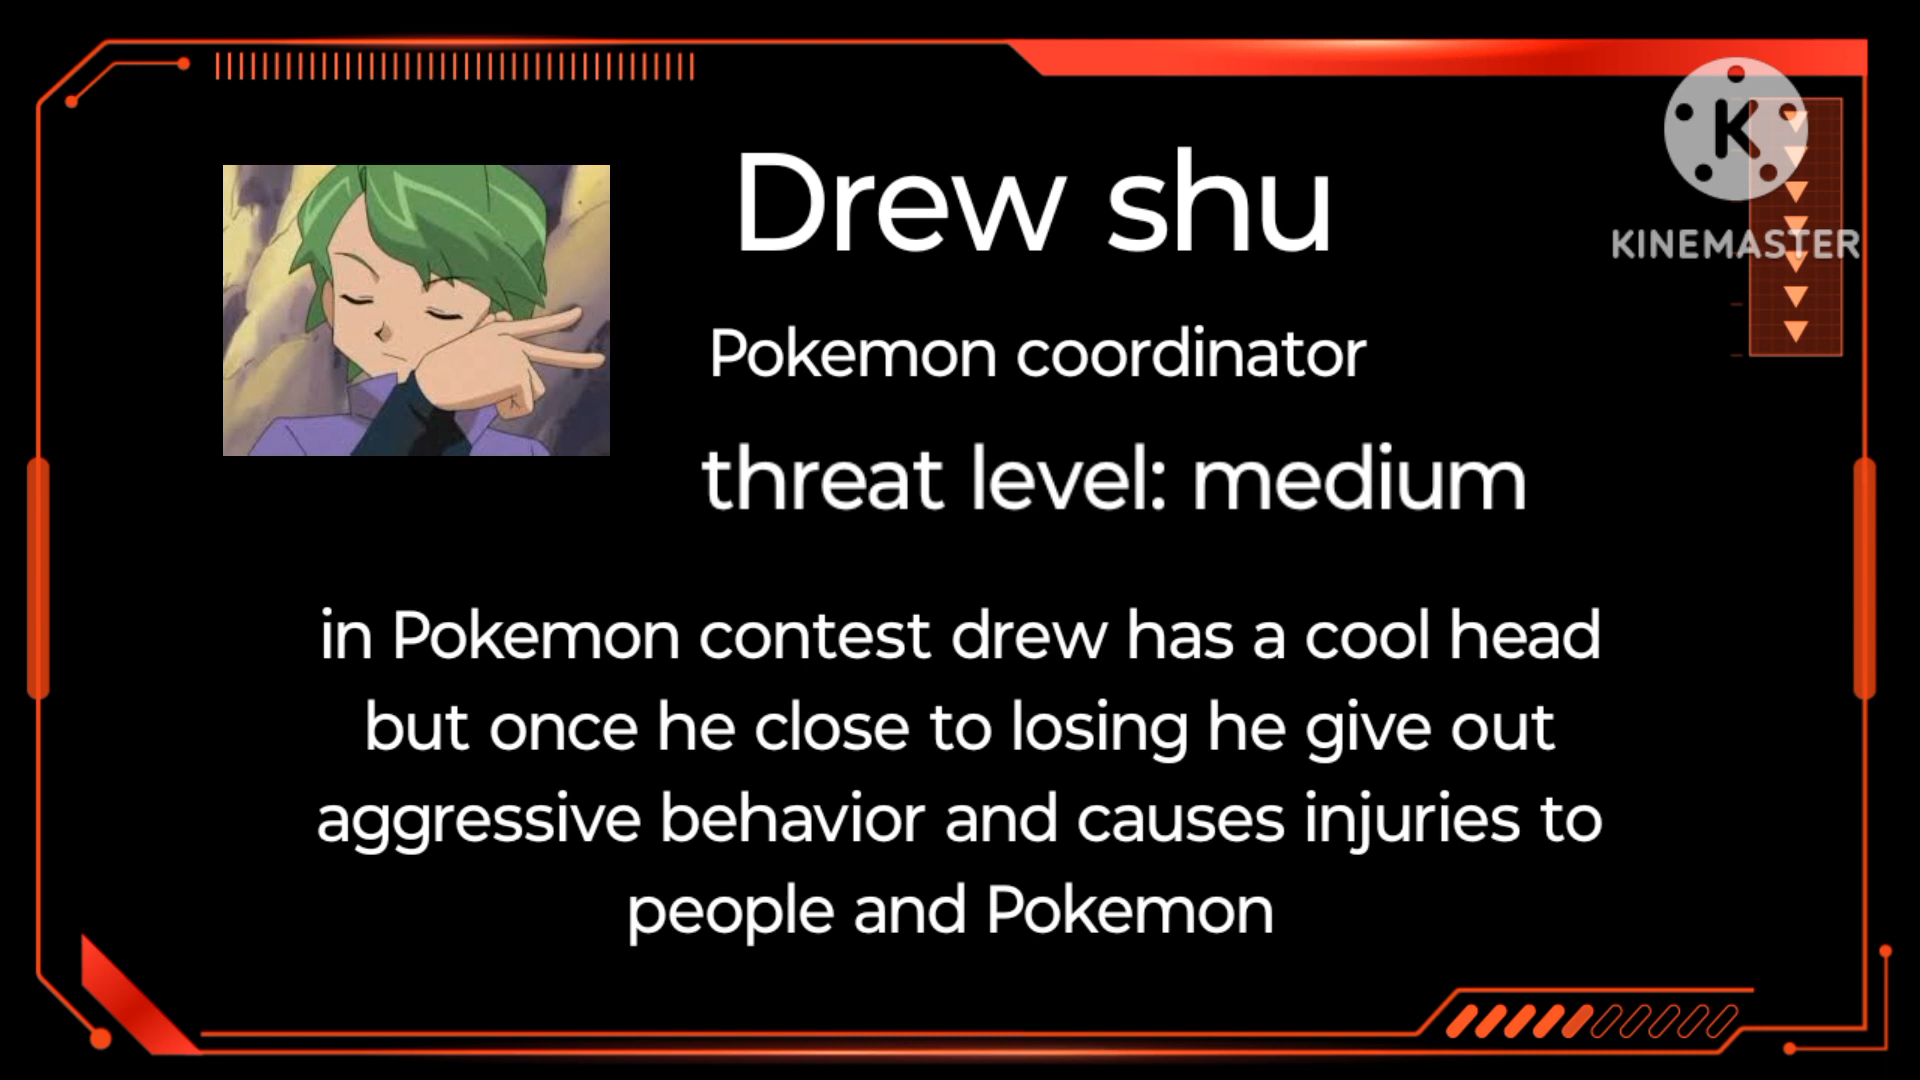 Drew shu
K
KINEMASTER
Pokemon coordinator
threat level: medium
in Pokemon contest drew has a cool head
but once he close to losing he give out
aggressive behavior and causes injuries to
people and Pokemon